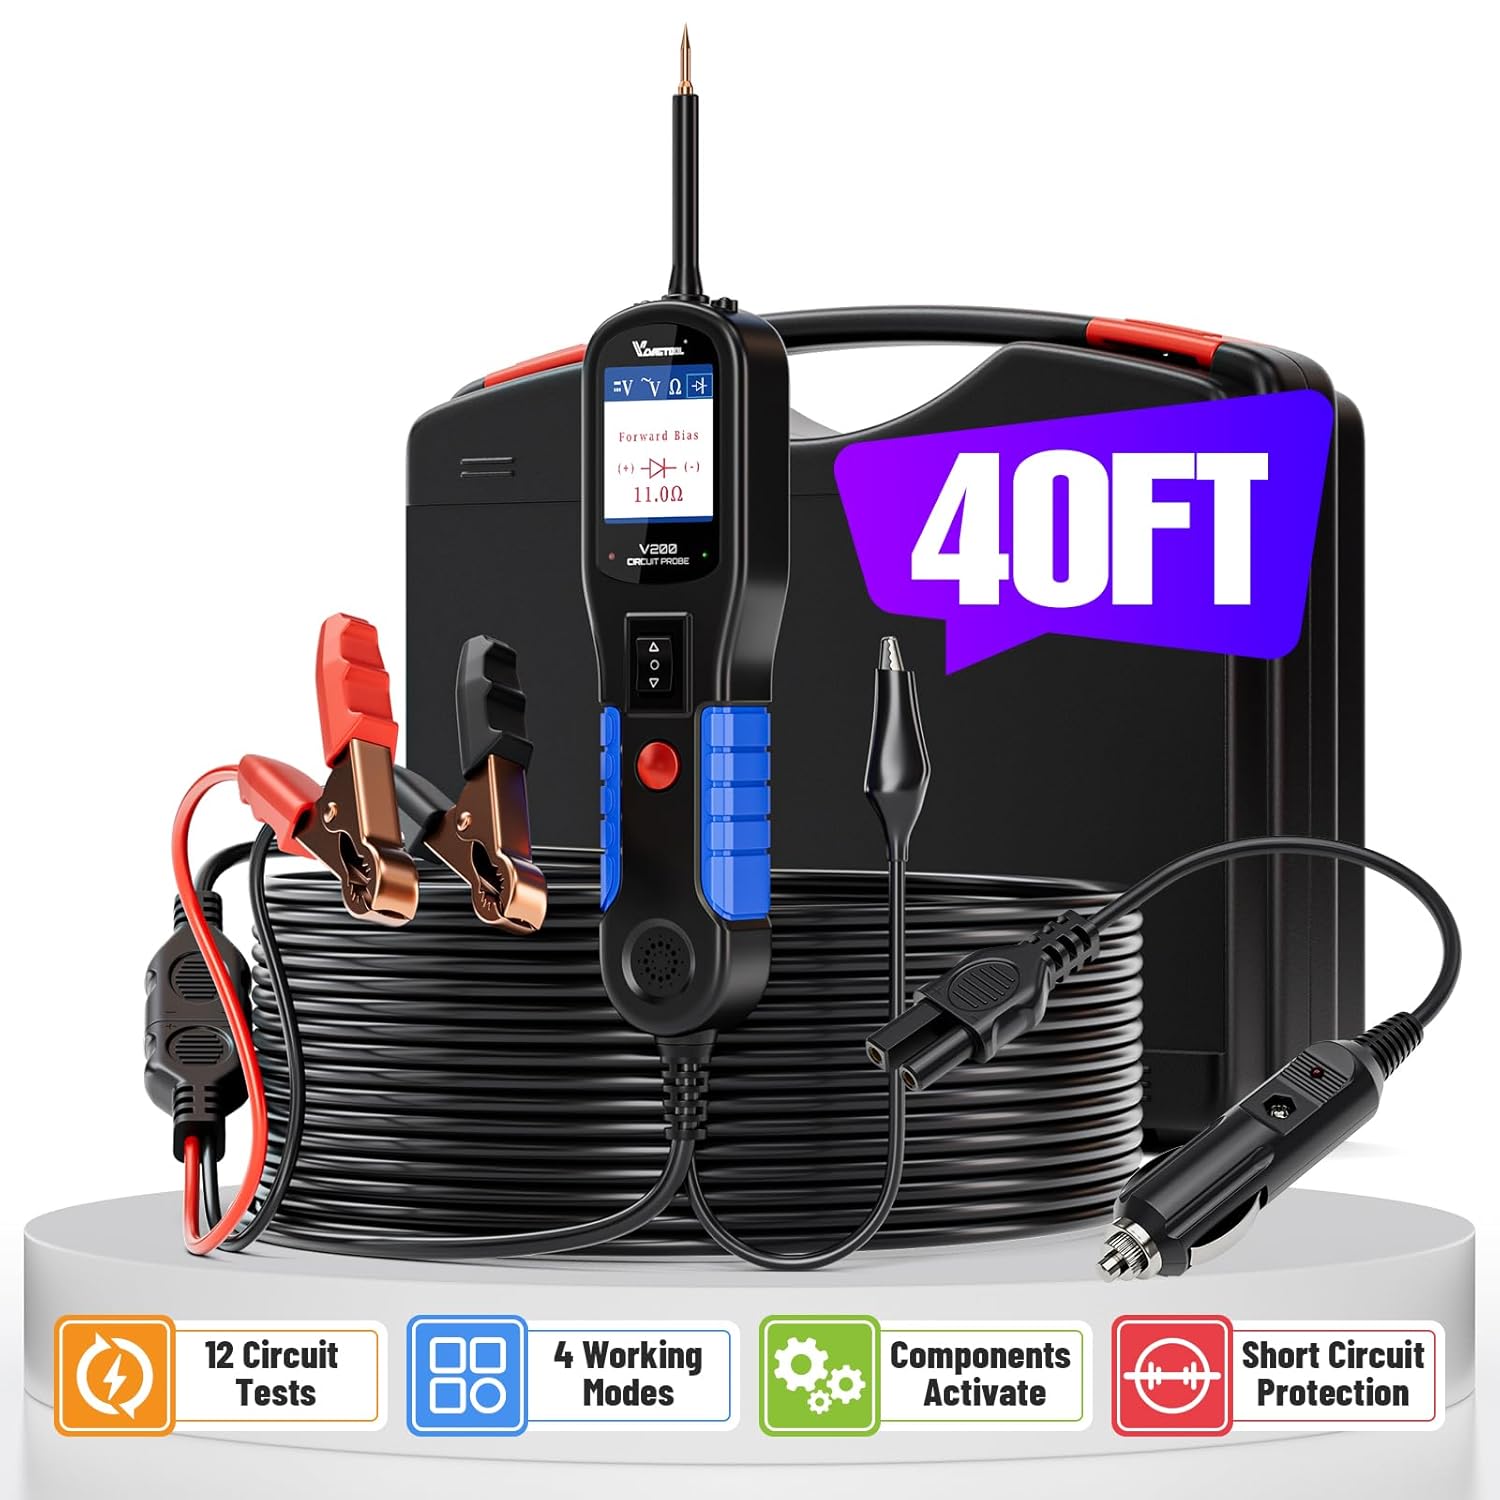 VDIAGTOOL
=V ~V Ω
Forward Bias
(+) (-)
11.0Ω
V200
CIRCUIT PROBE
40FT
12 Circuit
Tests
4 Working
Modes
Components
Activate
Short Circuit
Protection